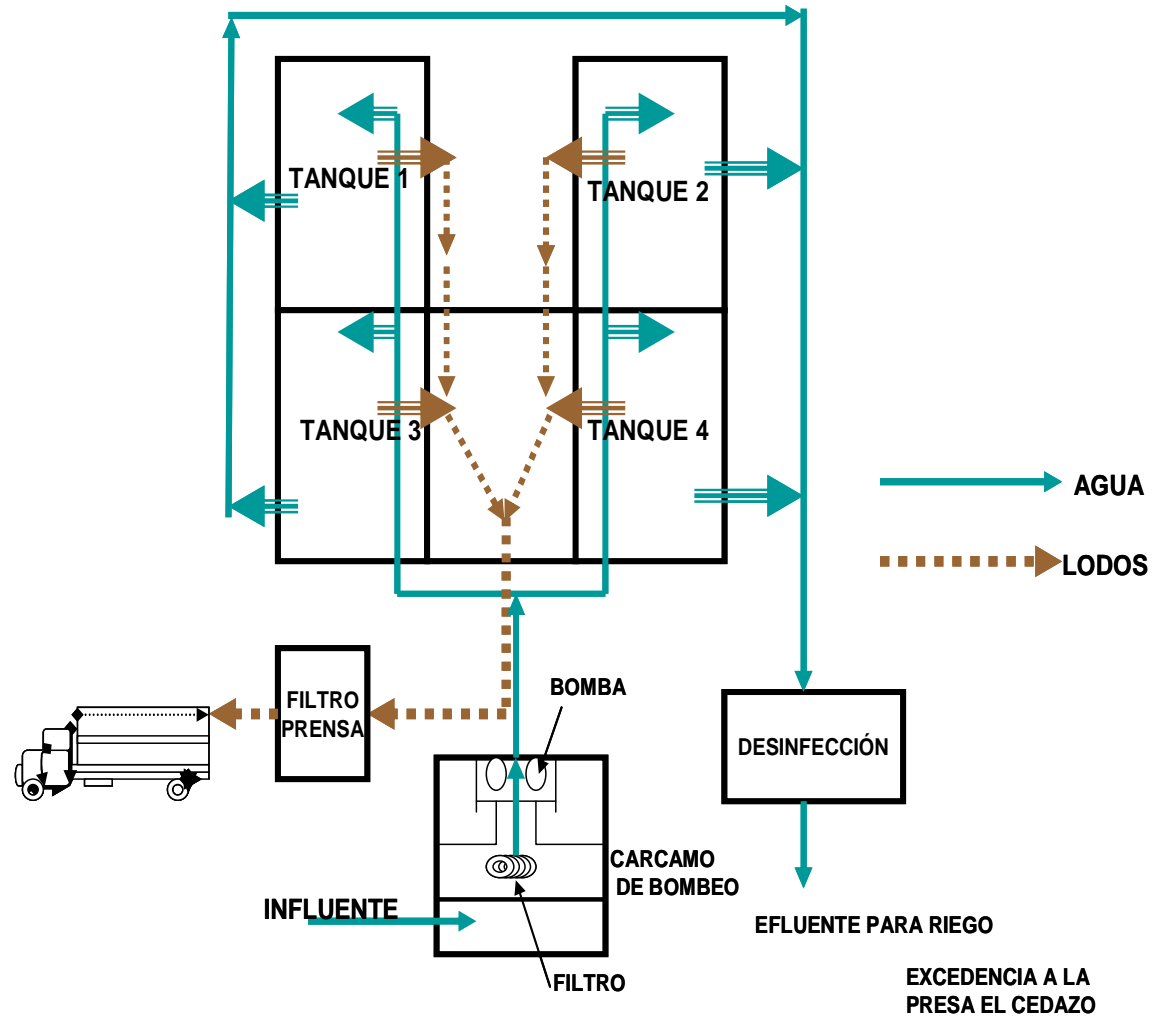 TANQUE 1
TANQUE 2
TANQUE 3
TANQUE 4
AGUA
LODOS
FILTRO
PRENSA
BOMBA
DESINFECCIÓN
CARCAMO
DE BOMBEO
INFLUENTE
FILTRO
EFLUENTE PARA RIEGO
EXCEDENCIA A LA
PRESA EL CEDAZO